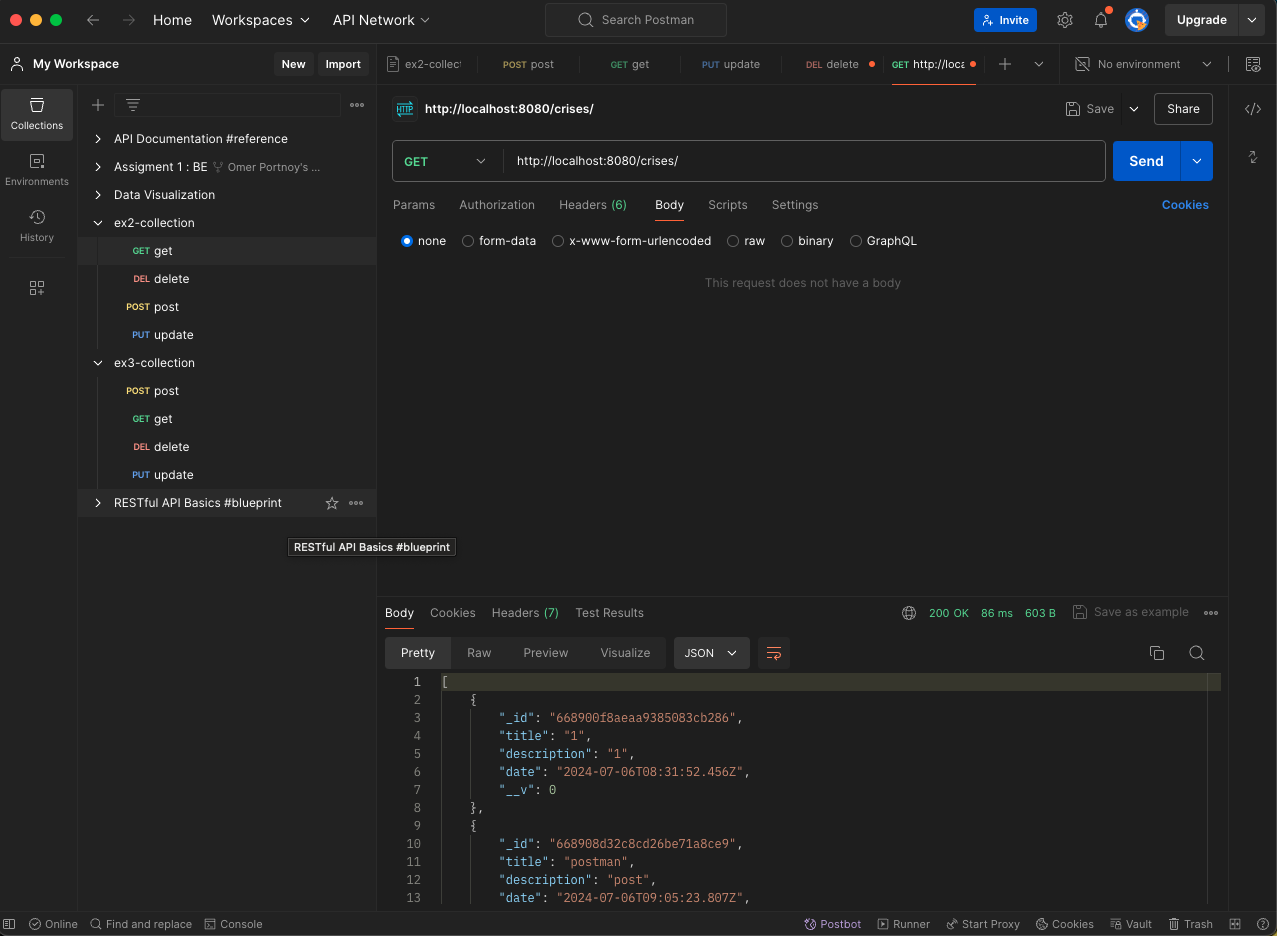 Home Workspaces API Network Search Postman Invite Upgrade
My Workspace New Import
ex2-collect POST post GET get PUT update DEL delete GET http://loca No environment
Collections
Environments
History
API Documentation #reference
Assigment 1 : BE Omer Portnoy's ...
Data Visualization
ex2-collection
GET get
DEL delete
POST post
PUT update
ex3-collection
POST post
GET get
DEL delete
PUT update
RESTful API Basics #blueprint
RESTful API Basics #blueprint
HTTP http://localhost:8080/crises/ Save Share
GET http://localhost:8080/crises/ Send
Params Authorization Headers (6) Body Scripts Settings Cookies
none form-data x-www-form-urlencoded raw binary GraphQL
This request does not have a body
Body Cookies Headers (7) Test Results 200 OK 86 ms 603 B Save as example
Pretty Raw Preview Visualize JSON
1 [
2 {
3 "_id": "668900f8aeaa9385083cb286",
4 "title": "1",
5 "description": "1",
6 "date": "2024-07-06T08:31:52.456Z",
7 "__v": 0
8 },
9 {
10 "_id": "668908d32c8cd26be71a8ce9",
11 "title": "postman",
12 "description": "post",
13 "date": "2024-07-06T09:05:23.807Z",
Online Find and replace Console Postbot Runner Start Proxy Cookies Vault Trash